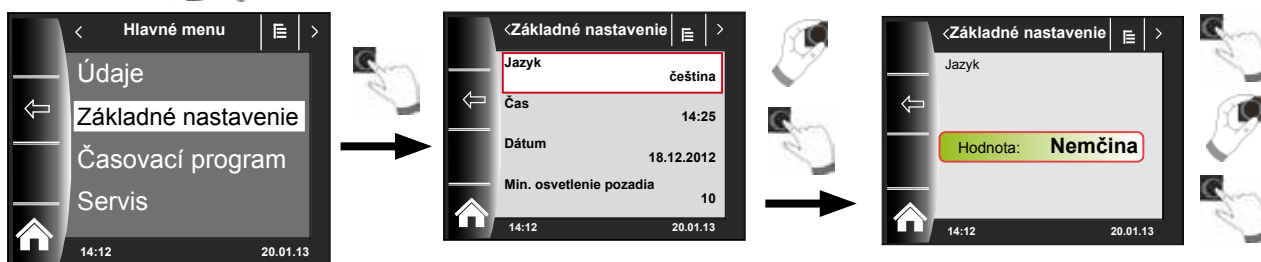 < Hlavné menu >
Údaje
Základné nastavenie
Časovací program
Servis
14:12 20.01.13
<Základné nastavenie >
Jazyk
čeština
Čas
14:25
Dátum
18.12.2012
Min. osvetlenie pozadia
10
14:12 20.01.13
<Základné nastavenie >
Jazyk
Hodnota: Nemčina
14:12 20.01.13